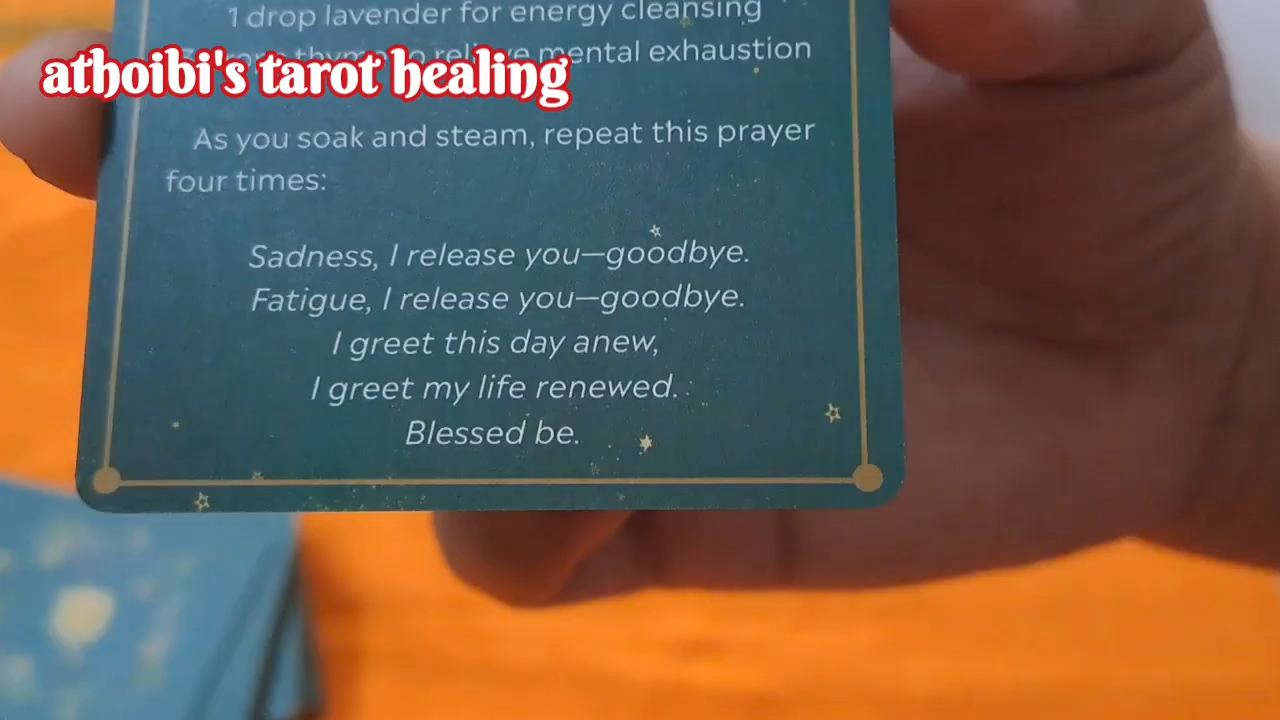 1 drop lavender for energy cleansing
mental exhaustion
athoibi's tarot healing
As you soak and steam, repeat this prayer
four times:
Sadness, I release you—goodbye.
Fatigue, I release you—goodbye.
I greet this day anew,
I greet my life renewed.
Blessed be.